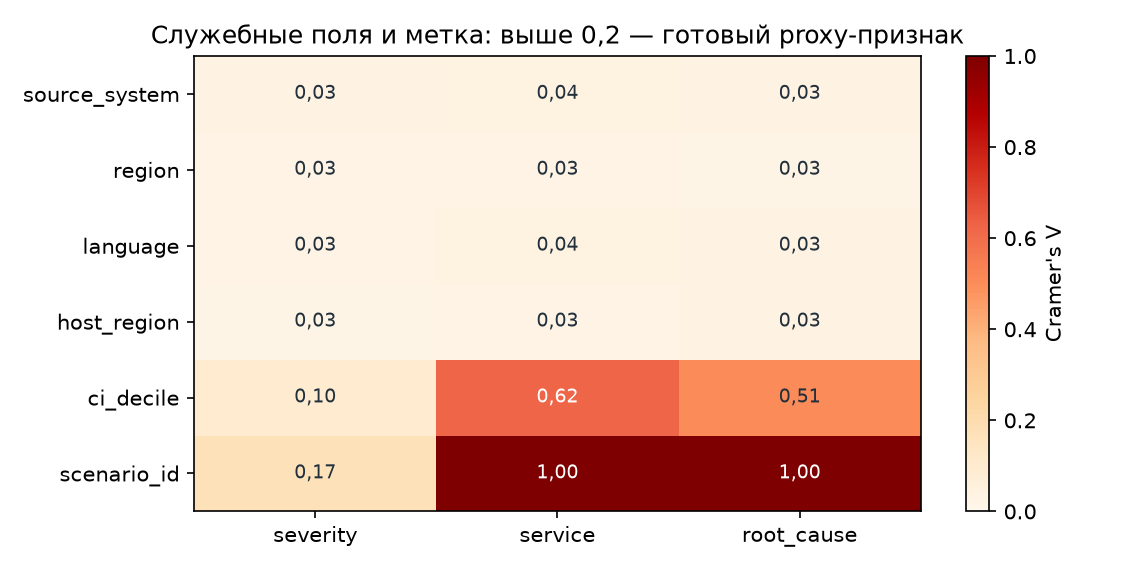 Служебные поля и метка: выше 0,2 — готовый proxy-признак
source_system 0,03 0,04 0,03
region 0,03 0,03 0,03
language 0,03 0,04 0,03
host_region 0,03 0,03 0,03
ci_decile 0,10 0,62 0,51
scenario_id 0,17 1,00 1,00
severity service root_cause
1.0
0.8
0.6
0.4
0.2
0.0
Cramer's V